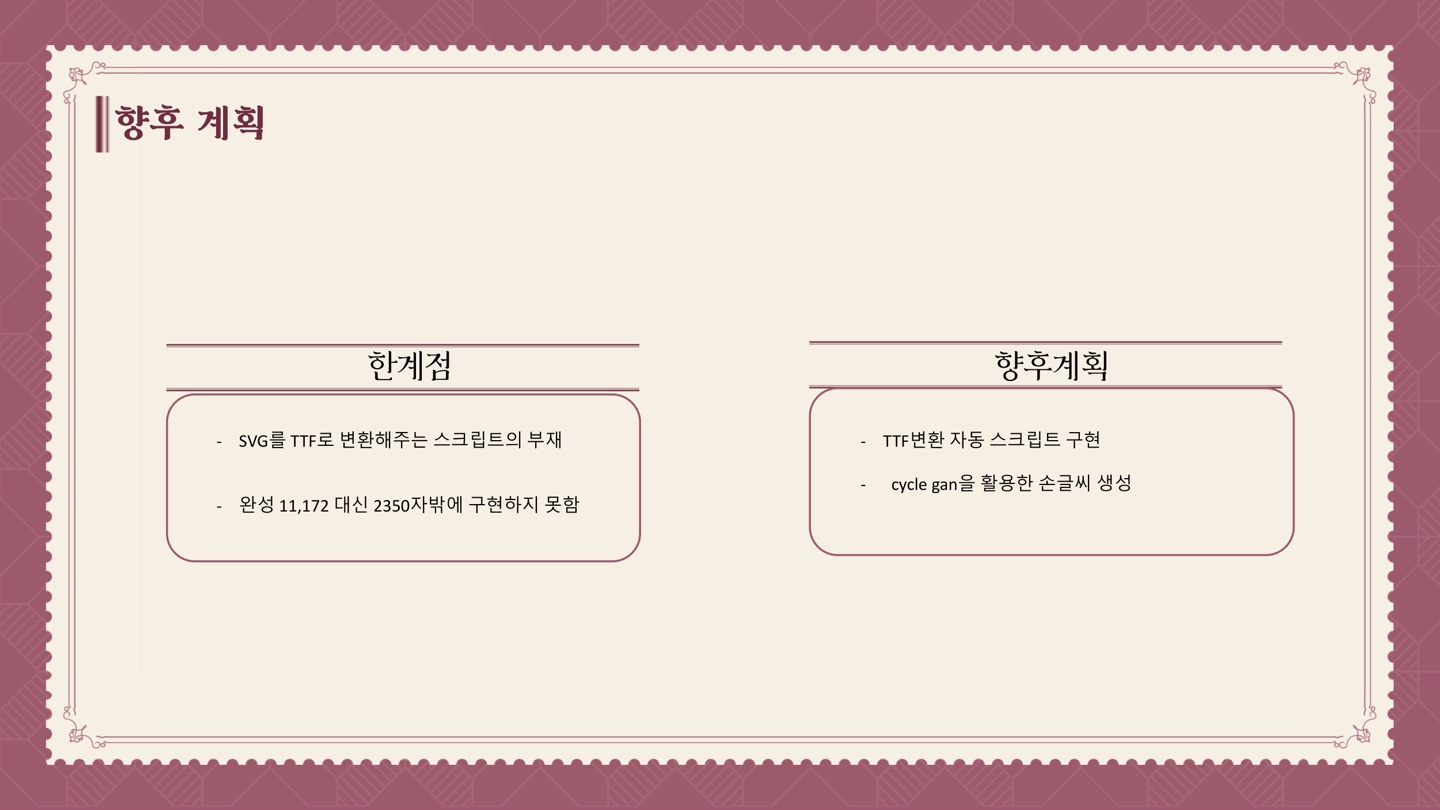 향후 계획
한계점
- SVG를 TTF로 변환해주는 스크립트의 부재
- 완성 11,172 대신 2350자밖에 구현하지 못함
향후계획
- TTF변환 자동 스크립트 구현
- cycle gan을 활용한 손글씨 생성